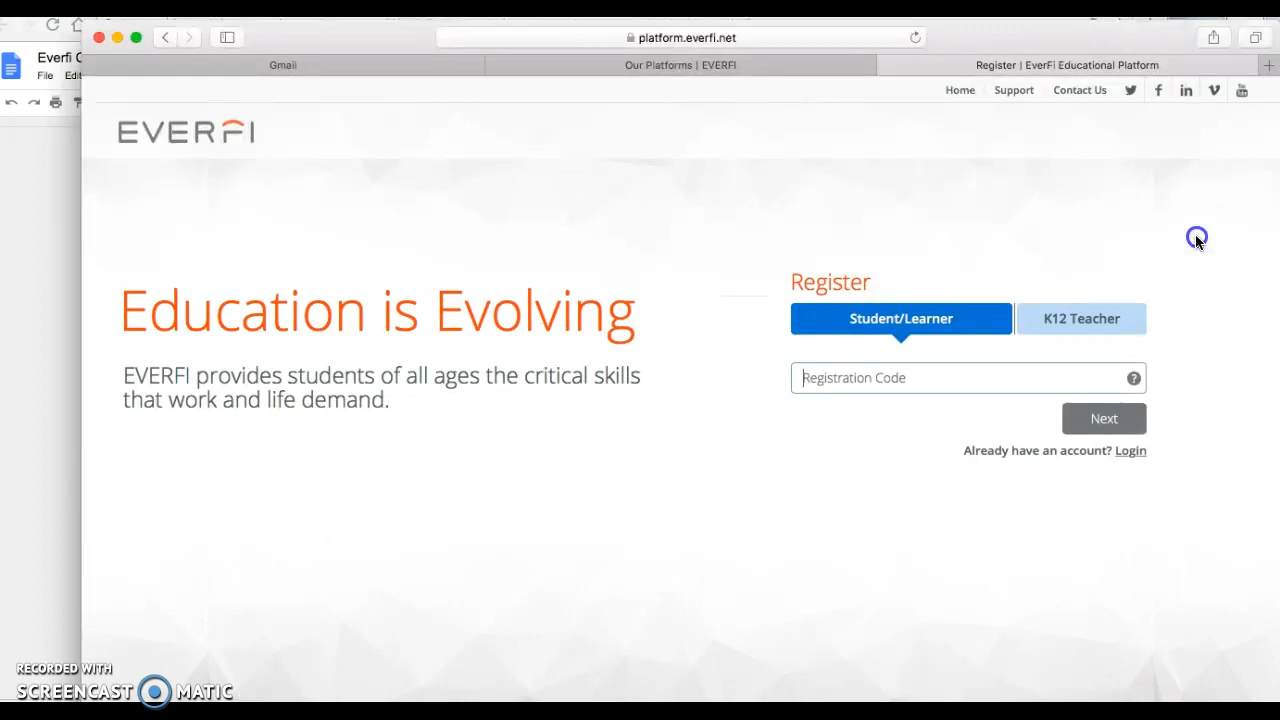 platform.everfi.net
Everfi
File Edit
Gmail
Our Platforms | EVERFI
Register | EverFi Educational Platform
Home Support Contact Us
You Tube
EVERFI
Register
Education is Evolving
Student/Learner K12 Teacher
EVERFI provides students of all ages the critical skills
that work and life demand.
Registration Code ?
Next
Already have an account? Login
RECORDED WITH
SCREENCAST MATIC